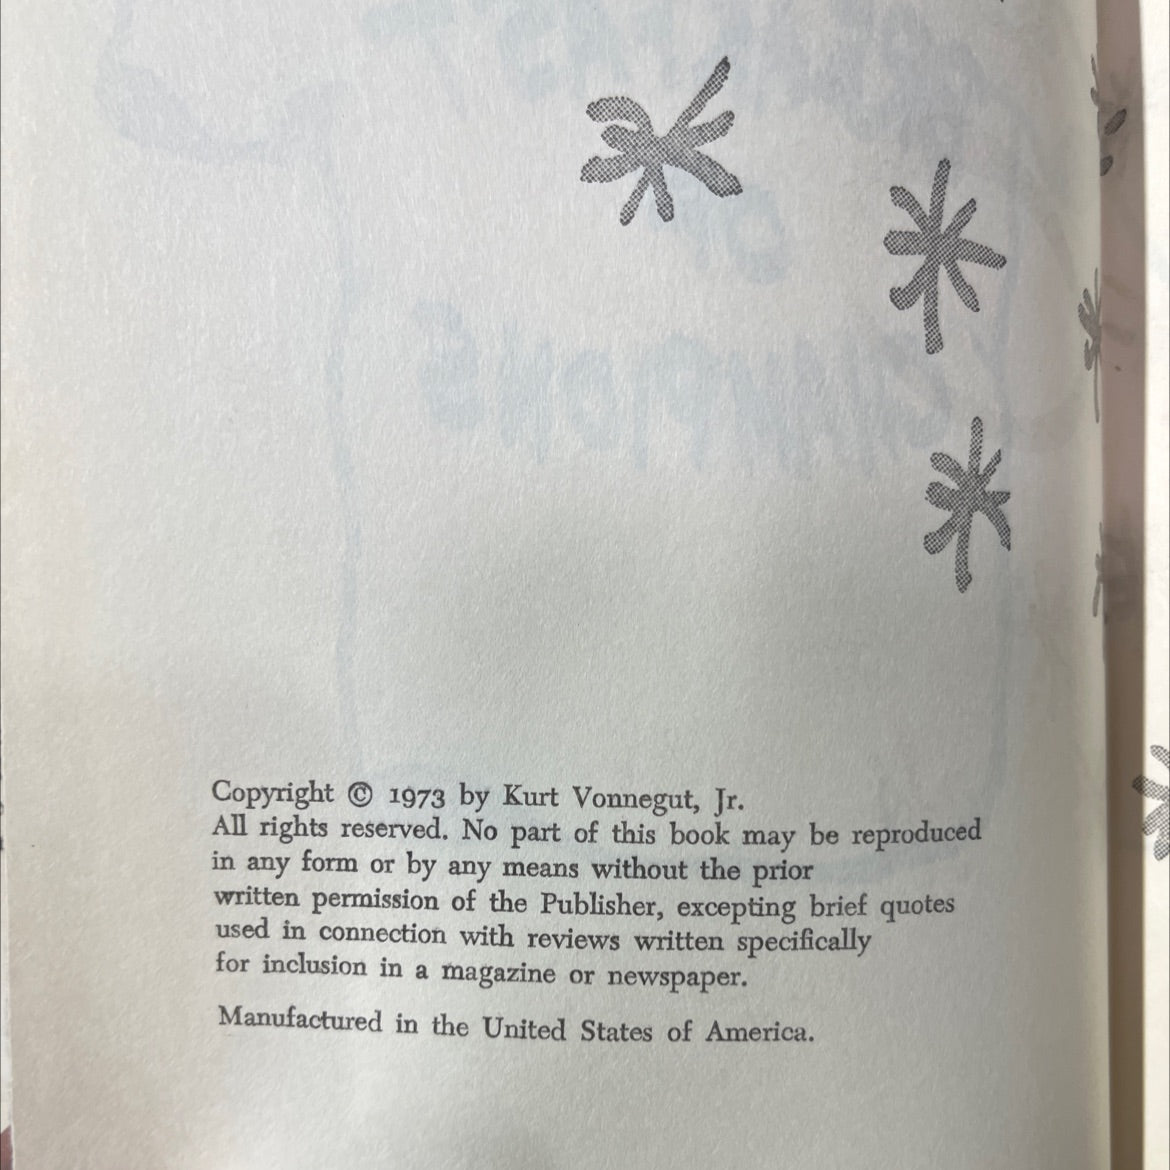 Copyright © 1973 by Kurt Vonnegut, Jr.
All rights reserved. No part of this book may be reproduced
in any form or by any means without the prior
written permission of the Publisher, excepting brief quotes
used in connection with reviews written specifically
for inclusion in a magazine or newspaper.
Manufactured in the United States of America.